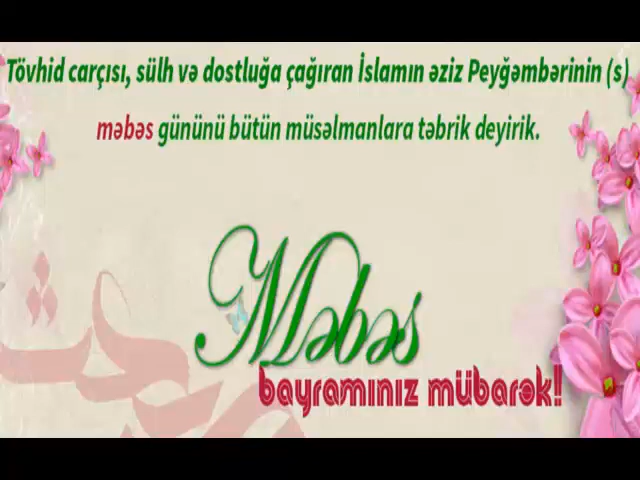 Tövhid carçısı, sülh və dostluğa çağıran İslamın əziz Peyğəmbərinin (s)
məbəs gününü bütün müsəlmanlara təbrik deyirik.
Məbəs
bayramınız mübarək!